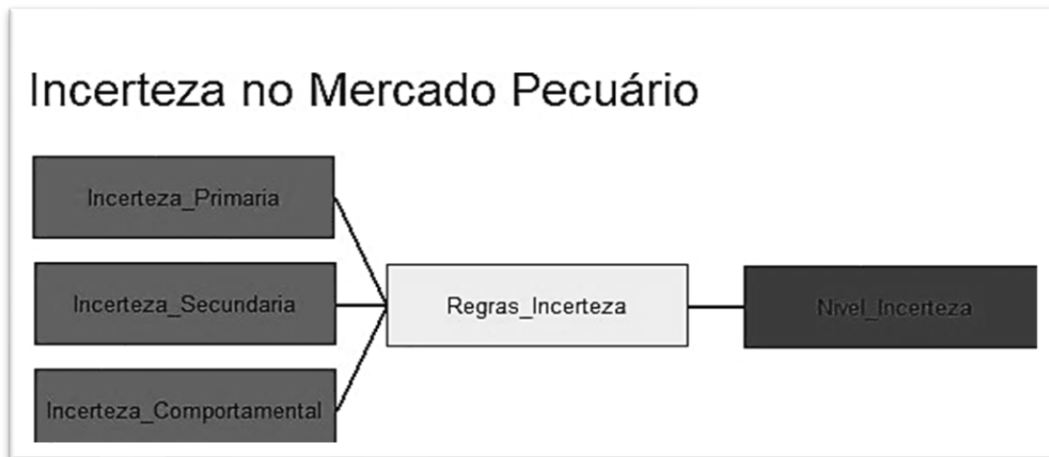 Incerteza no Mercado Pecuário
Incerteza_Primaria
Incerteza_Secundaria
Regras_Incerteza
Nivel_Incerteza
Incerteza_Comportamental